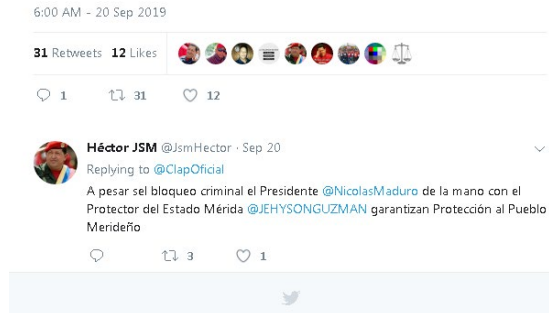 6:00 AM - 20 Sep 2019
31 Retweets 12 Likes
1 31 12
Héctor JSM @JsmHector · Sep 20
Replying to @ClapOficial
A pesar sel bloqueo criminal el Presidente @NicolasMaduro de la mano con el
Protector del Estado Mérida @JEHYSONGUZMAN garantizan Protección al Pueblo
Merideño
3 1